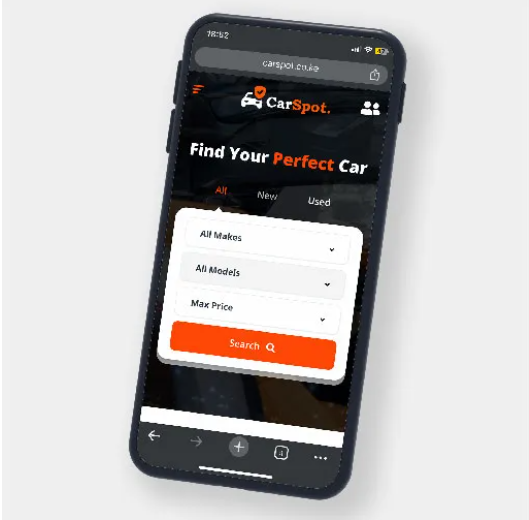 18:52
carspot.co.ke
CarSpot.
Find Your Perfect Car
All
New
Used
All Makes
All Models
Max Price
Search